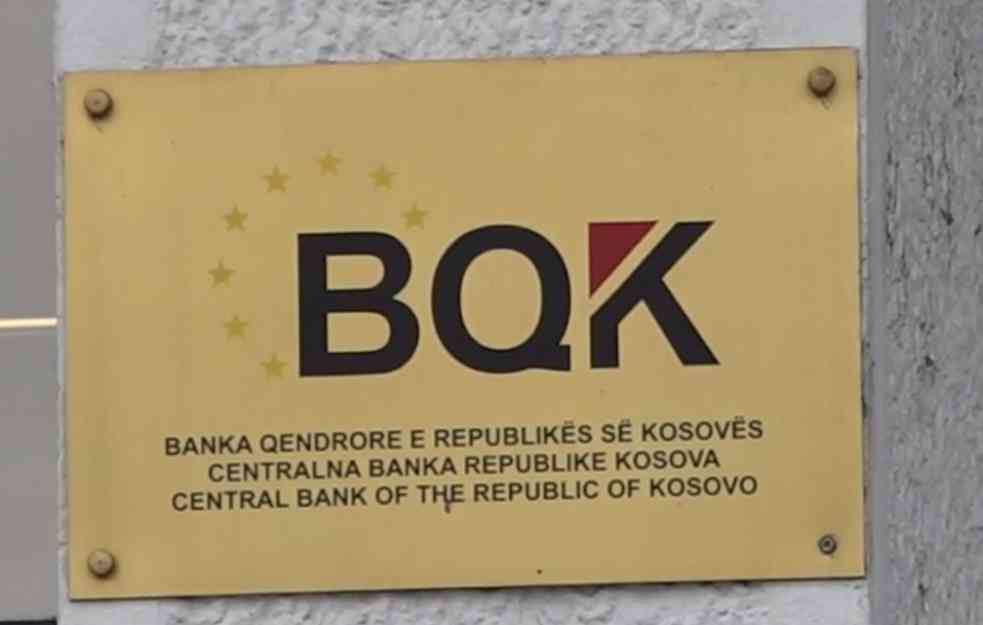 BQK
BANKA QENDRORE E REPUBLIKËS SË KOSOVËS
CENTRALNA BANKA REPUBLIKE KOSOVA
CENTRAL BANK OF THE REPUBLIC OF KOSOVO